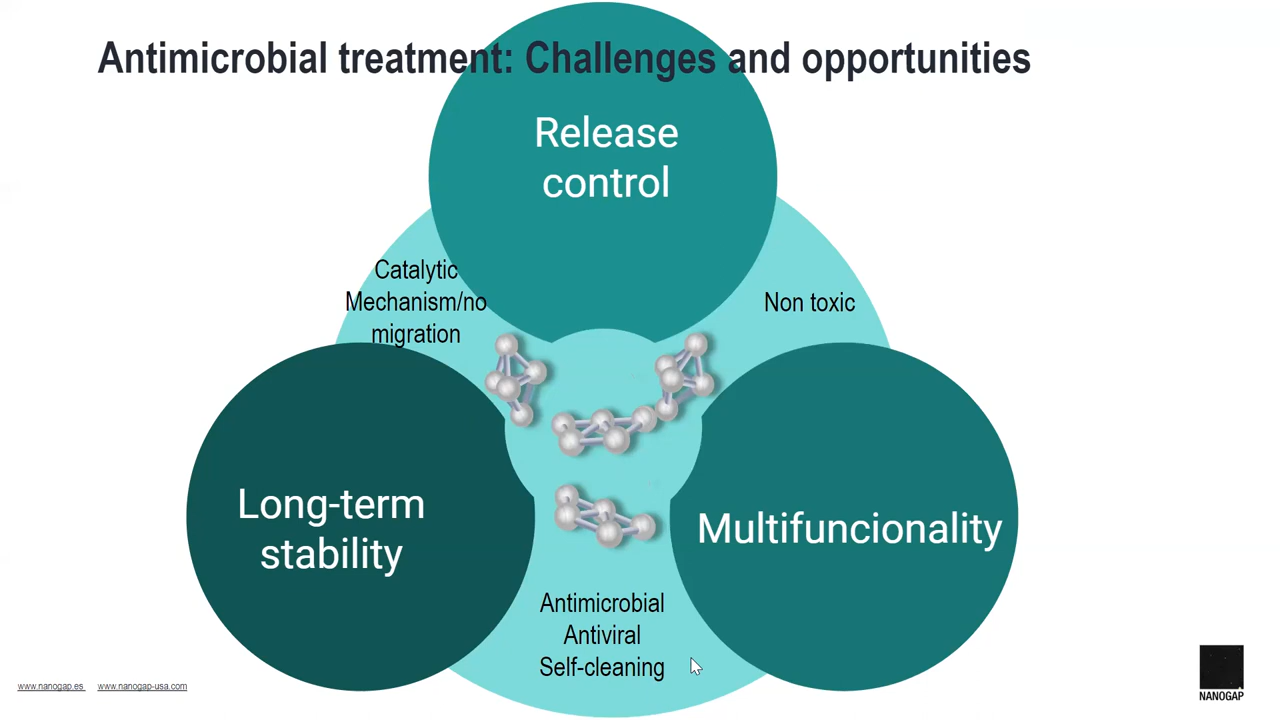 Antimicrobial treatment: Challenges and opportunities
Release
control
Catalytic
Mechanism/no
migration
Non toxic
Long-term
stability
Multifuncionality
Antimicrobial
Antiviral
Self-cleaning
www.nanogap.es www.nanogap-usa.com
NANOGAP